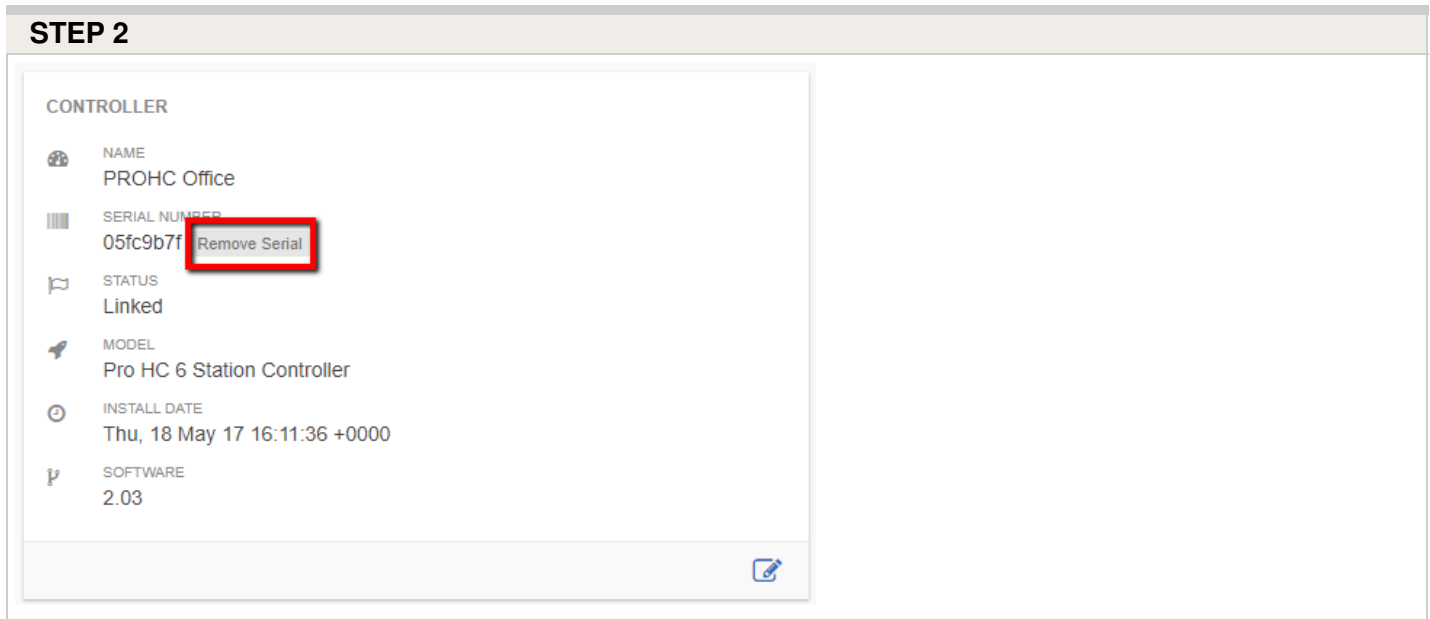 STEP 2
CONTROLLER
NAME
PROHC Office
SERIAL NUMBER
05fc9b7f Remove Serial
STATUS
Linked
MODEL
Pro HC 6 Station Controller
INSTALL DATE
Thu, 18 May 17 16:11:36 +0000
SOFTWARE
2.03